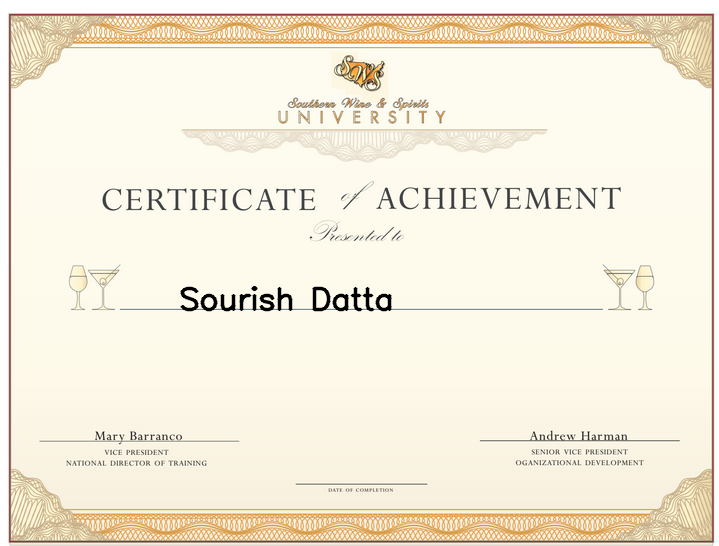 SWS
Southern Wine & Spirits
UNIVERSITY
CERTIFICATE of ACHIEVEMENT
Presented to
Sourish Datta
Mary Barranco
VICE PRESIDENT
NATIONAL DIRECTOR OF TRAINING
Andrew Harman
SENIOR VICE PRESIDENT
OGANIZATIONAL DEVELOPMENT
DATE OF COMPLETION